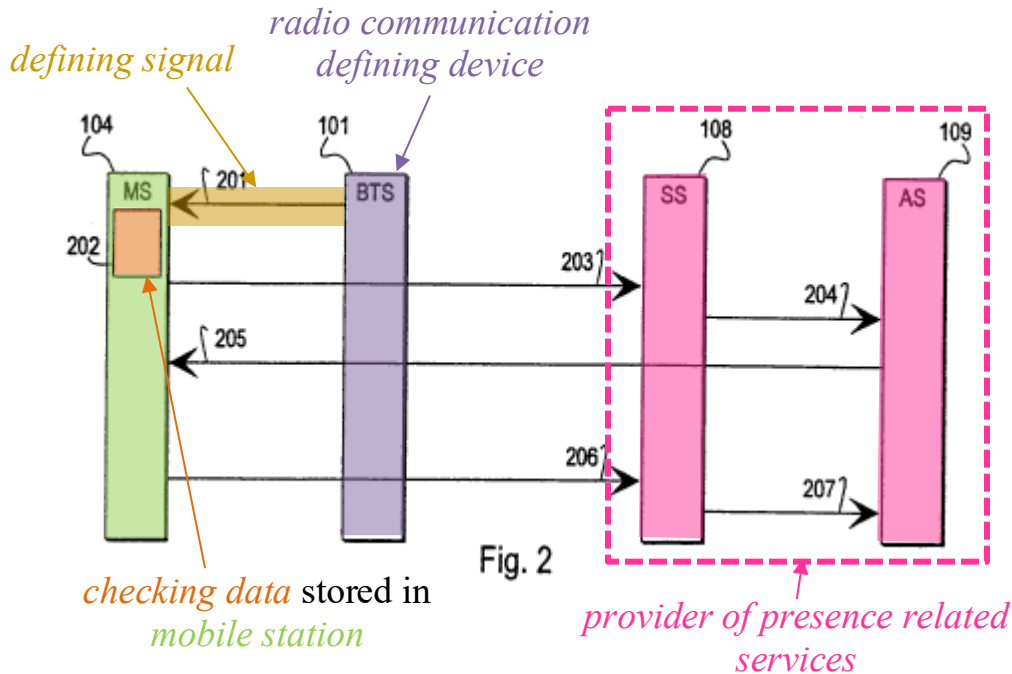 radio communication
defining device
defining signal
104
101
108
109
MS
201
BTS
SS
AS
202
203
204
205
206
207
Fig. 2
checking data stored in
mobile station
provider of presence related
services